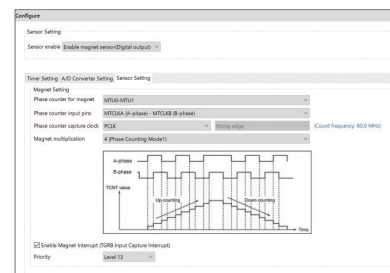 Configure
Sensor Setting
Sensor enable Enable magnet sensor(Digital output)
Timer Setting A/D Converter Setting Sensor Setting
Magnet Setting
Phase counter for magnet MTU0-MTU1
Phase counter input pins MTCLKA (A-phase) - MTCLKB (B-phase)
Phase counter capture clock PCLK Rising edge (Count frequency: 80.0 MHz)
Magnet multiplication 4 (Phase Counting Mode1)
A-phase
B-phase
TCNT value
Up-counting Down-counting
Time
Enable Magnet Interrupt (TGRB Input Capture Interrupt)
Priority Level 13